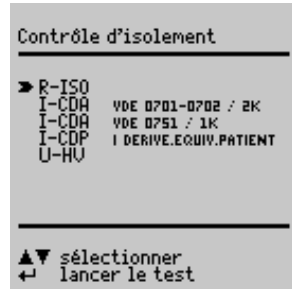 Contrôle d'isolement
R-ISO
I-CDA VDE 0701-0702 / 2K
I-CDA VDE 0751 / 1K
I-CDP I DERIVE.EQUIV.PATIENT
U-HV
▲▼ sélectionner
↵ lancer le test